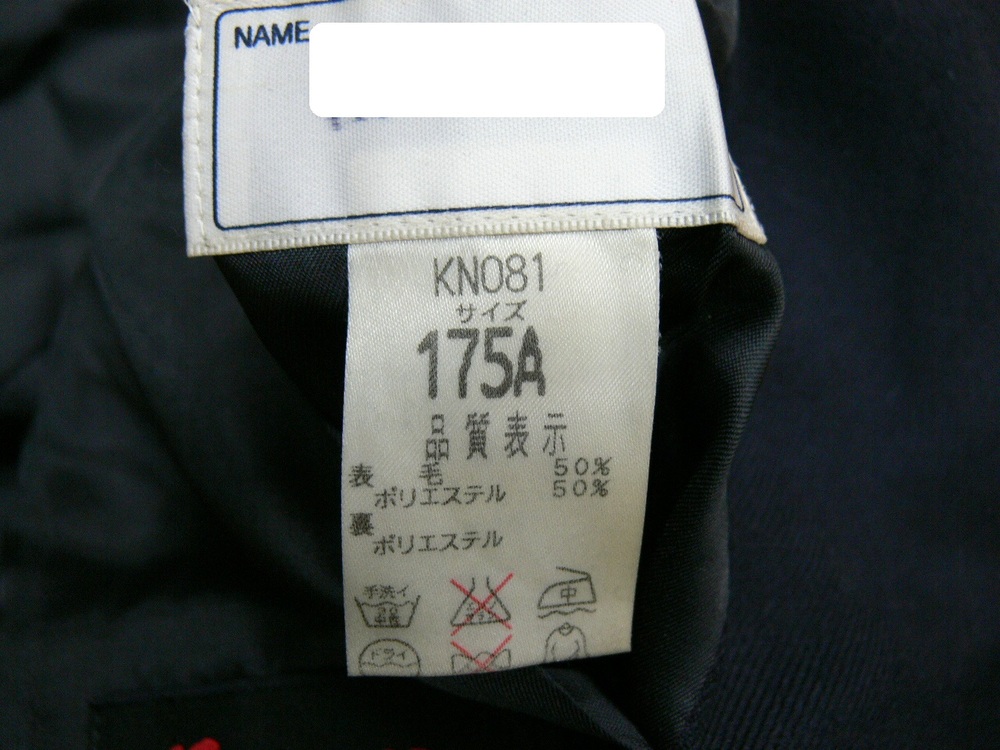 NAME
KN081
サイズ
175A
品質表示
表 毛 50%
ポリエステル 50%
裏
ポリエステル
手洗イ
中
ドライ